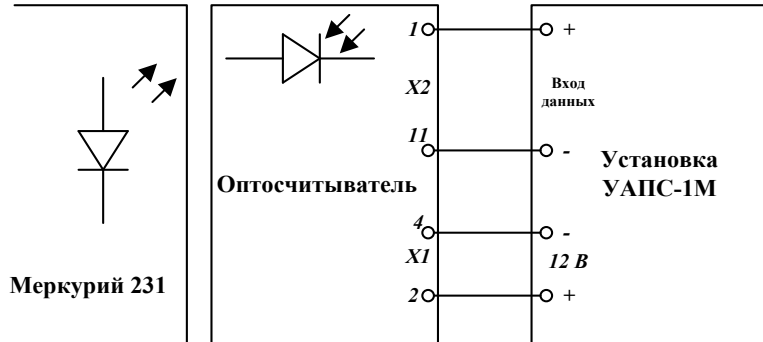 1
+
X2
Вход
данных
11
-
Оптосчитыватель
Установка
УАПС-1М
4
-
X1
12 В
Меркурий 231
2
+